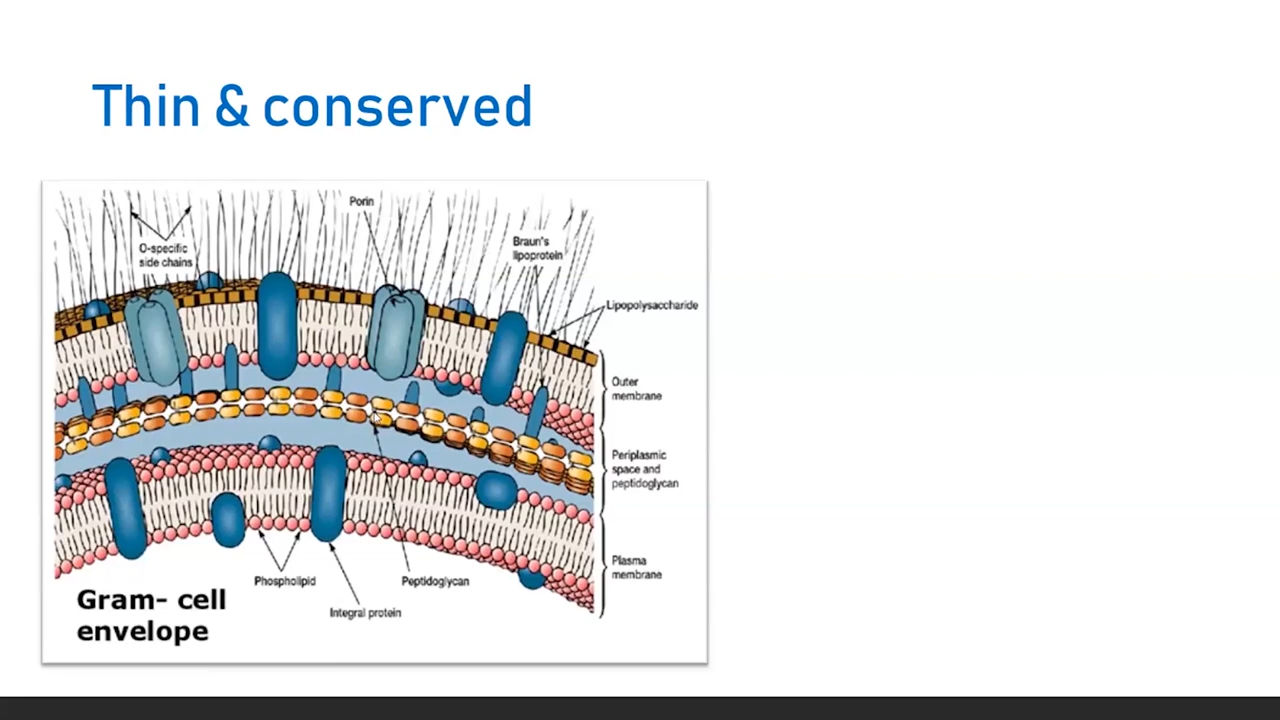 Thin & conserved
Porin
O-specific
side chains
Braun's
lipoprotein
Lipopolysaccharide
Outer
membrane
Periplasmic
space and
peptidoglycan
Plasma
membrane
Phospholipid
Peptidoglycan
Integral protein
Gram- cell
envelope